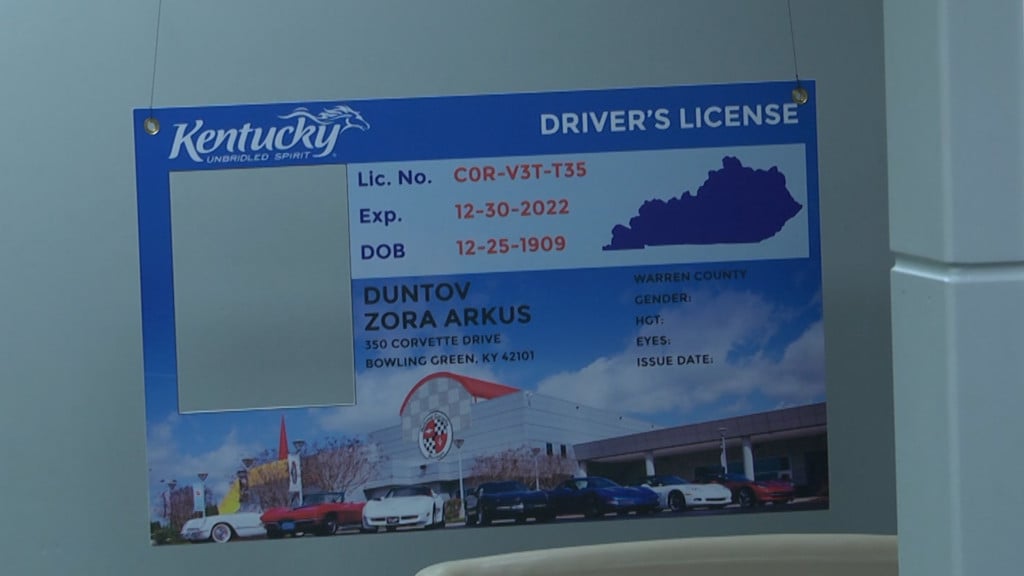 Kentucky
UNBRIDLED SPIRIT
DRIVER'S LICENSE
Lic. No. C0R-V3T-T35
Exp. 12-30-2022
DOB 12-25-1909
DUNTOV
ZORA ARKUS
350 CORVETTE DRIVE
BOWLING GREEN, KY 42101
WARREN COUNTY
GENDER:
HGT:
EYES:
ISSUE DATE: